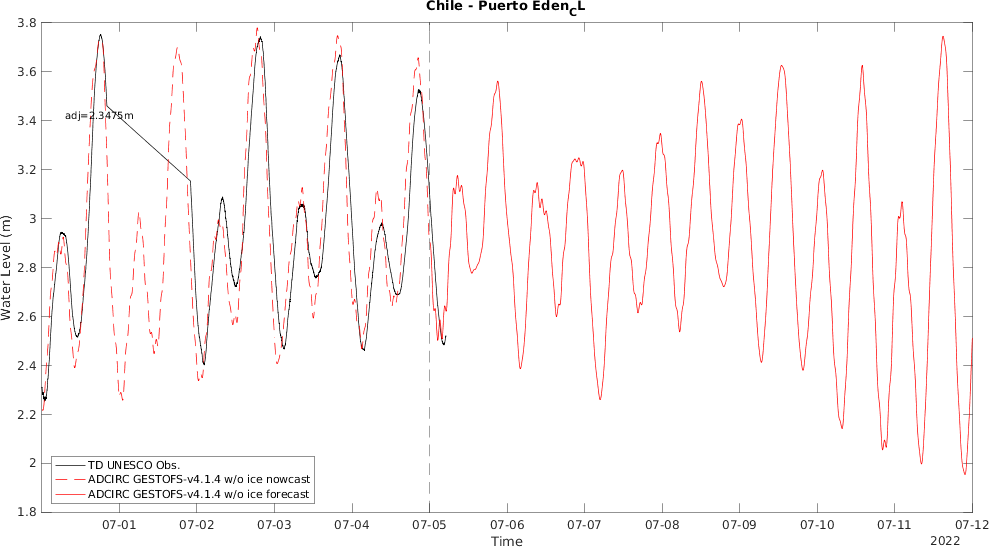 Chile - Puerto Eden_CL
3.8
3.6
3.4
3.2
3
2.8
2.6
2.4
2.2
2
1.8
Water Level (m)
adj=2.3475m
TD UNESCO Obs.
ADCIRC GESTOFS-v4.1.4 w/o ice nowcast
ADCIRC GESTOFS-v4.1.4 w/o ice forecast
07-01 07-02 07-03 07-04 07-05 07-06 07-07 07-08 07-09 07-10 07-11 07-12
Time
2022